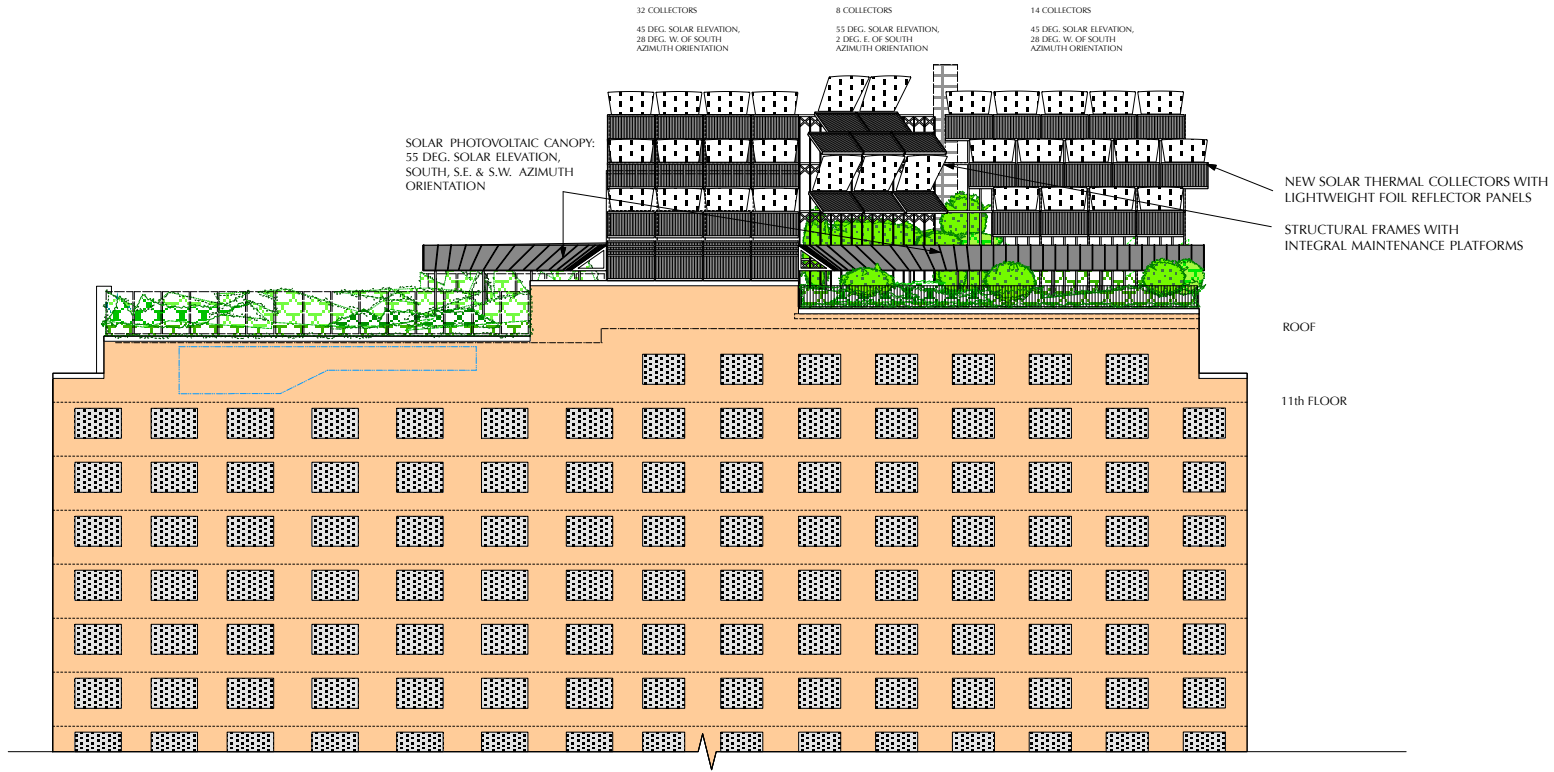 32 COLLECTORS
45 DEG. SOLAR ELEVATION,
28 DEG. W. OF SOUTH
AZIMUTH ORIENTATION
8 COLLECTORS
55 DEG. SOLAR ELEVATION,
2 DEG. E. OF SOUTH
AZIMUTH ORIENTATION
14 COLLECTORS
45 DEG. SOLAR ELEVATION,
28 DEG. W. OF SOUTH
AZIMUTH ORIENTATION
SOLAR PHOTOVOLTAIC CANOPY:
55 DEG. SOLAR ELEVATION,
SOUTH, S.E. & S.W. AZIMUTH
ORIENTATION
NEW SOLAR THERMAL COLLECTORS WITH
LIGHTWEIGHT FOIL REFLECTOR PANELS
STRUCTURAL FRAMES WITH
INTEGRAL MAINTENANCE PLATFORMS
ROOF
11th FLOOR